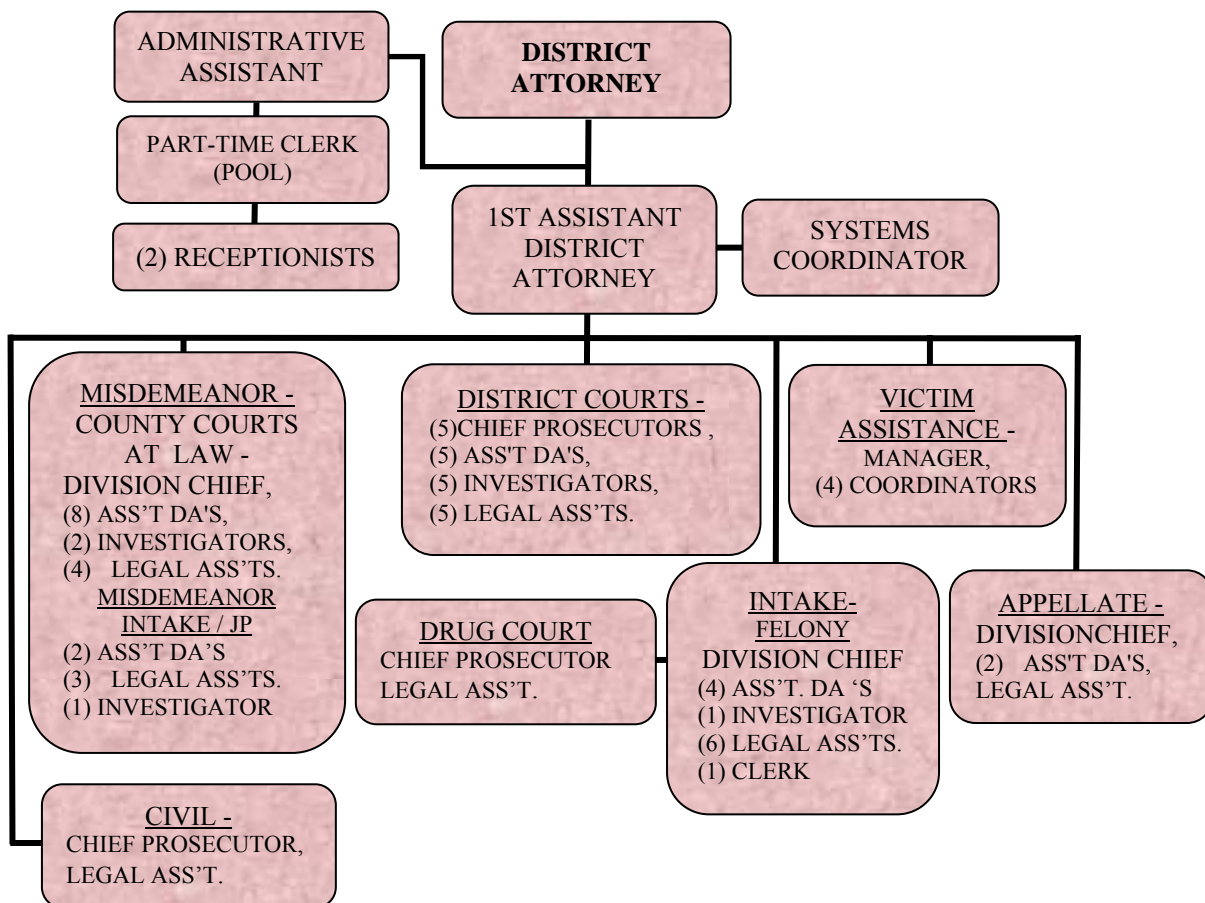 ADMINISTRATIVE
ASSISTANT
DISTRICT
ATTORNEY
PART-TIME CLERK
(POOL)
(2) RECEPTIONISTS
1ST ASSISTANT
DISTRICT
ATTORNEY
SYSTEMS
COORDINATOR
MISDEMEANOR -
COUNTY COURTS
AT LAW -
DIVISION CHIEF,
(8) ASS'T DA'S,
(2) INVESTIGATORS,
(4) LEGAL ASS’TS.
MISDEMEANOR
INTAKE / JP
(2) ASS’T DA’S
(3) LEGAL ASS’TS.
(1) INVESTIGATOR
DISTRICT COURTS -
(5)CHIEF PROSECUTORS ,
(5) ASS'T DA'S,
(5) INVESTIGATORS,
(5) LEGAL ASS’TS.
VICTIM
ASSISTANCE -
MANAGER,
(4) COORDINATORS
DRUG COURT
CHIEF PROSECUTOR
LEGAL ASS’T.
INTAKE-
FELONY
DIVISION CHIEF
(4) ASS’T. DA ‘S
(1) INVESTIGATOR
(6) LEGAL ASS’TS.
(1) CLERK
APPELLATE -
DIVISIONCHIEF,
(2) ASS'T DA'S,
LEGAL ASS’T.
CIVIL -
CHIEF PROSECUTOR,
LEGAL ASS’T.